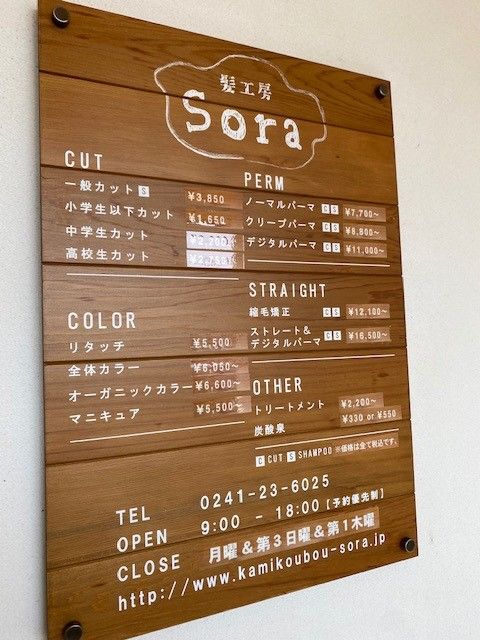 髪工房
Sora
CUT
一般カット S ¥3,850
小学生以下カット ¥1,650
中学生カット ¥2,200
高校生カット ¥2,750
COLOR
リタッチ ¥5,500
全体カラー ¥6,050~
オーガニックカラー ¥6,600~
マニキュア ¥5,500~
PERM
ノーマルパーマ C S ¥7,700~
クリープパーマ C S ¥8,800~
デジタルパーマ C S ¥11,000~
STRAIGHT
縮毛矯正 C S ¥12,100~
ストレート&
デジタルパーマ C S ¥16,500~
OTHER
トリートメント ¥2,200~
炭酸泉 ¥330 or ¥550
C CUT S SHAMPOO ※価格は全て税込です。
TEL 0241-23-6025
OPEN 9:00 - 18:00【予約優先制】
CLOSE 月曜&第3日曜&第1木曜
http://www.kamikoubou-sora.jp